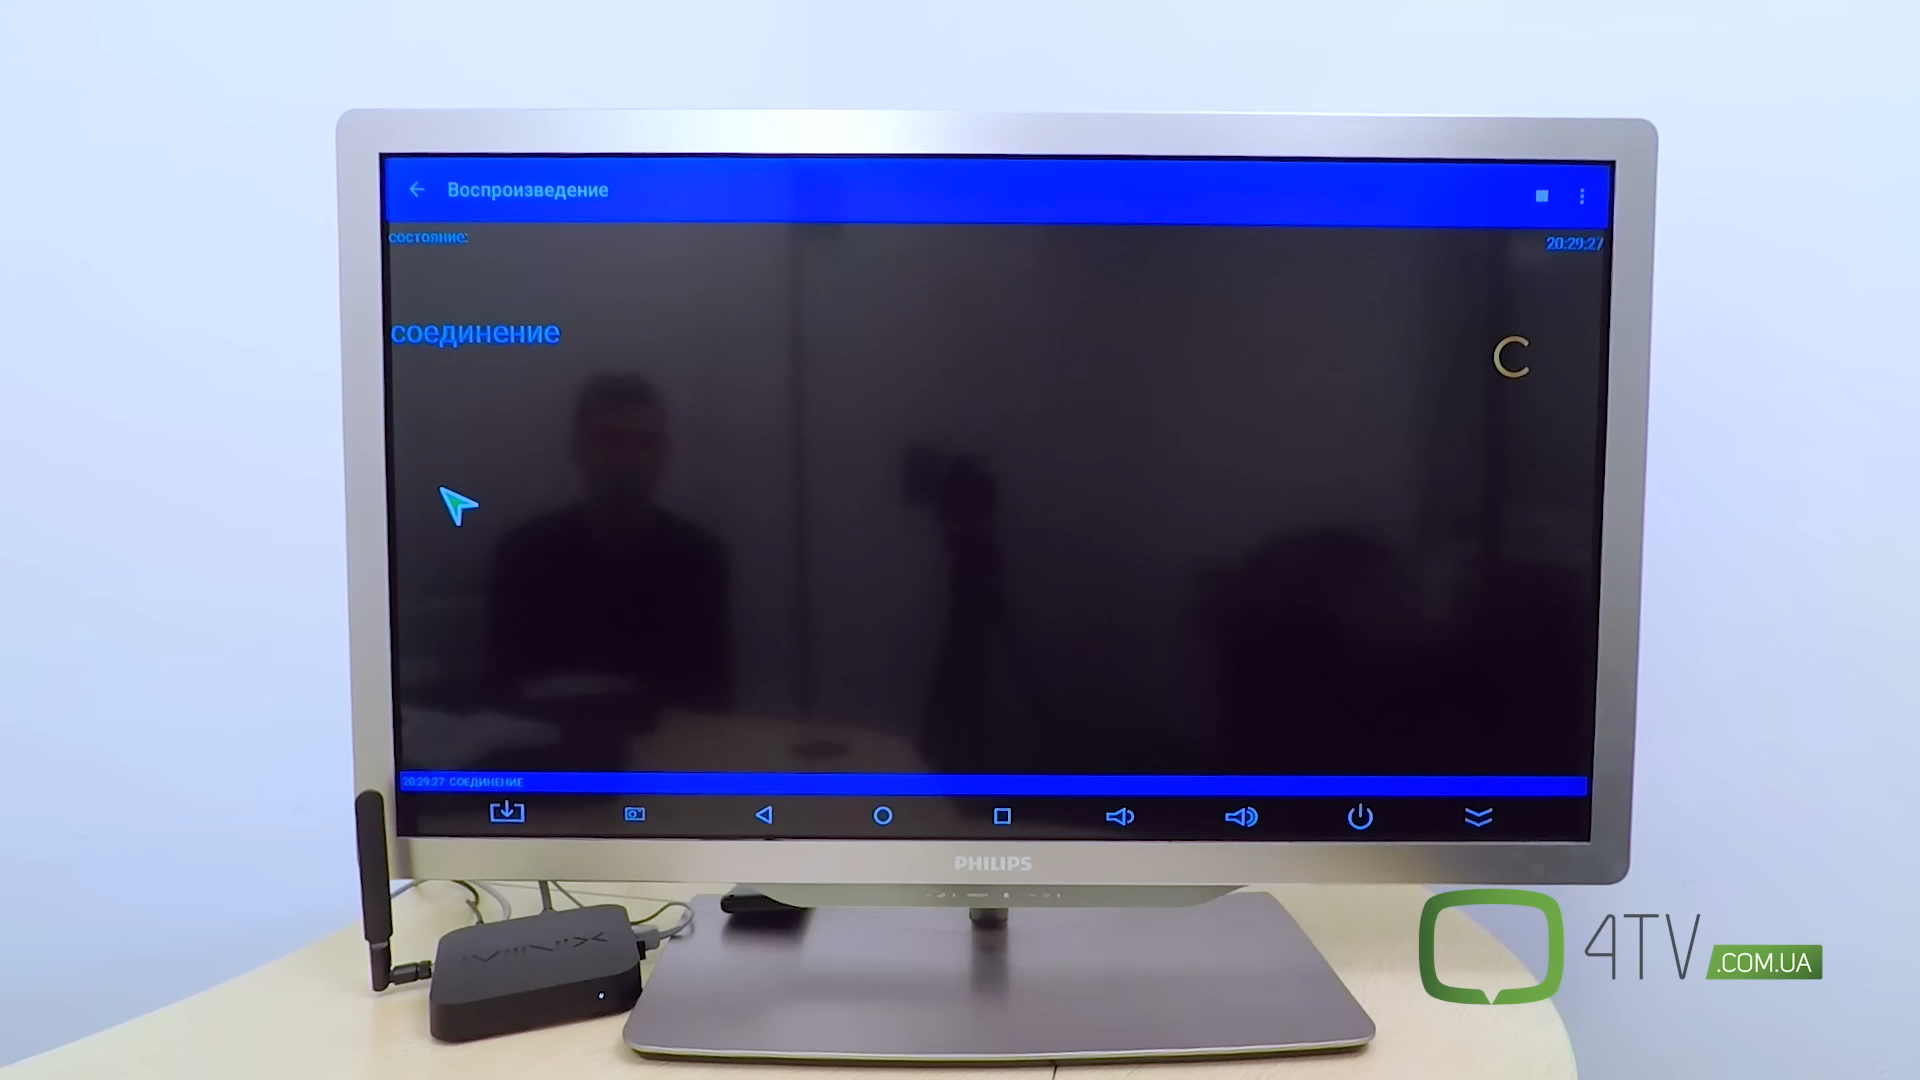 Воспроизведение
состояние:
20:29:27
соединение
20:29:27: СОЕДИНЕНИЕ
PHILIPS
MINIX
4TV
.COM.UA